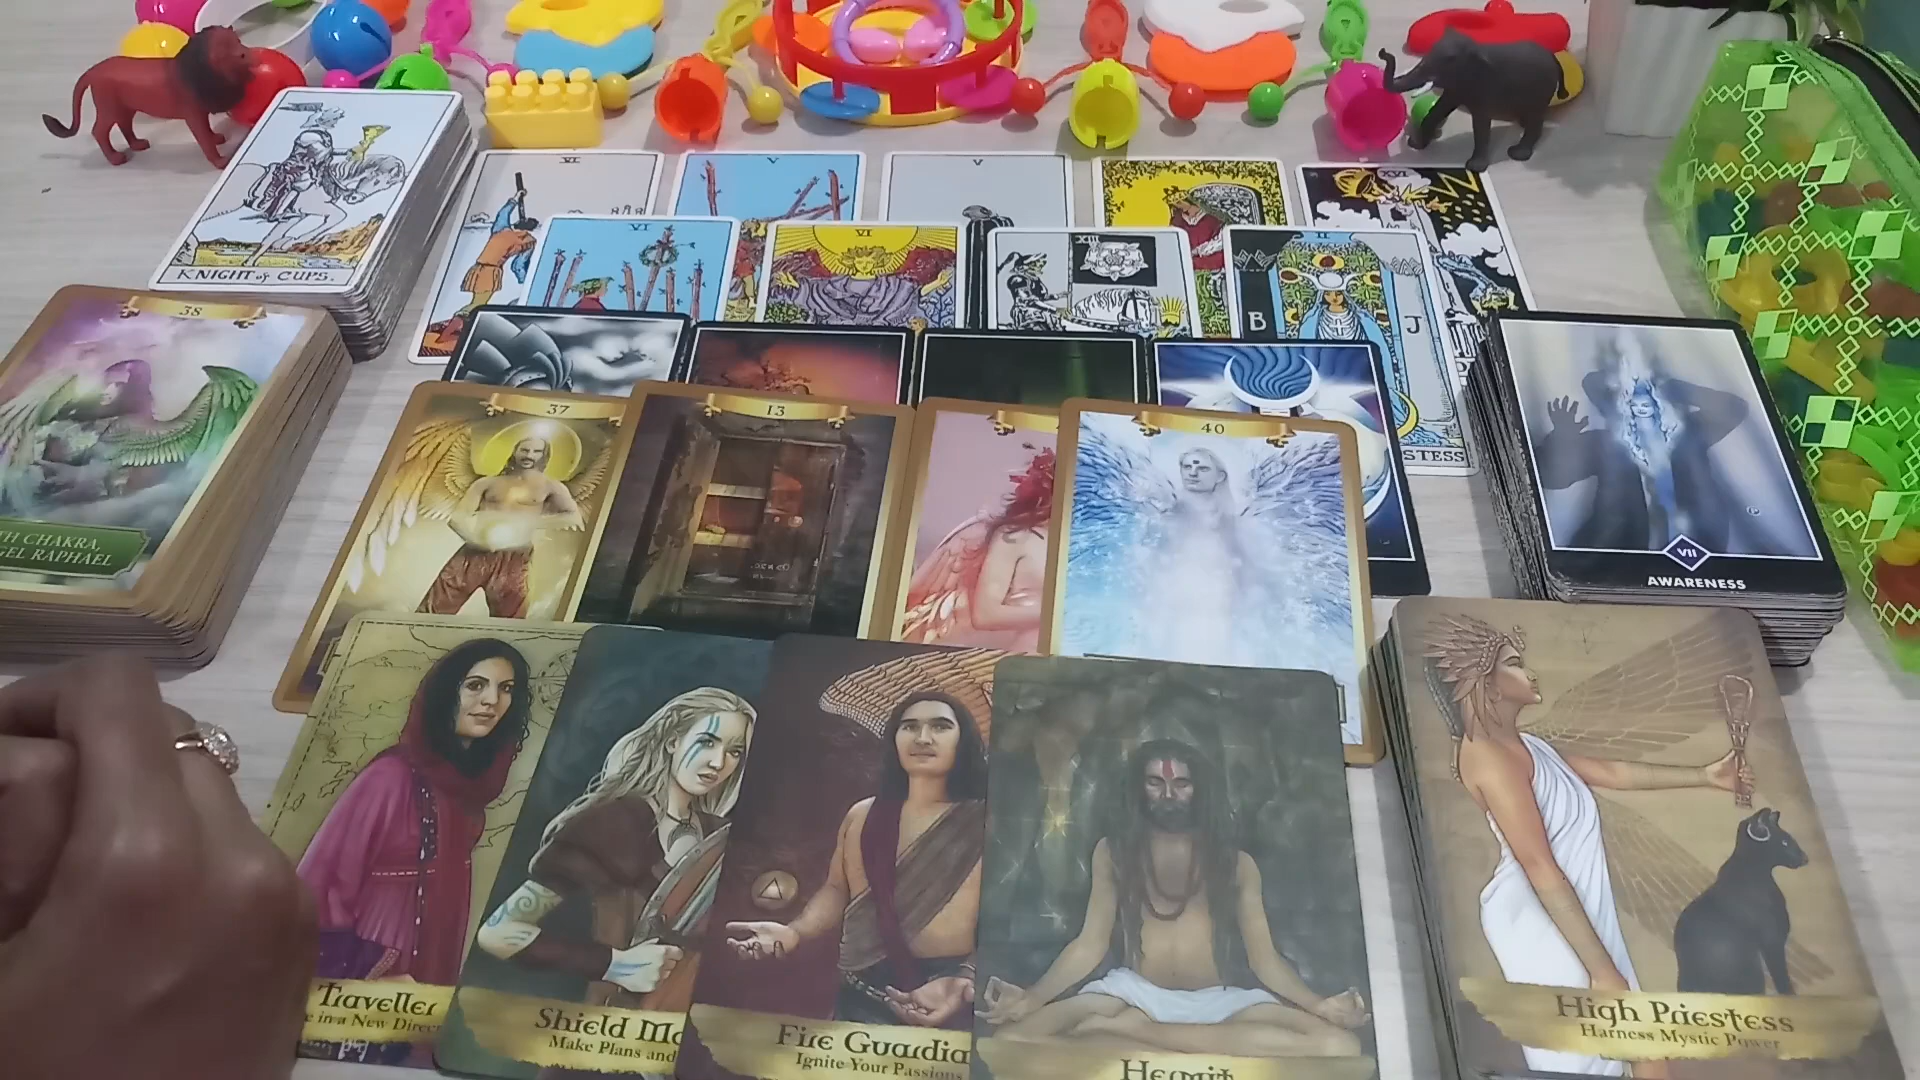 VI
V
V
XVI
KNIGHT of CUPS.
VI
VI
XIII
II
B
J
38
37
13
40
STESS
TH CHAKRA,
GEL RAPHAEL
VII
AWARENESS
Traveller
e in a New Direc
Shield Ma
Make Plans and
Fire Guardia
Ignite Your Passions
Hermit
High Priestess
Harness Mystic Power